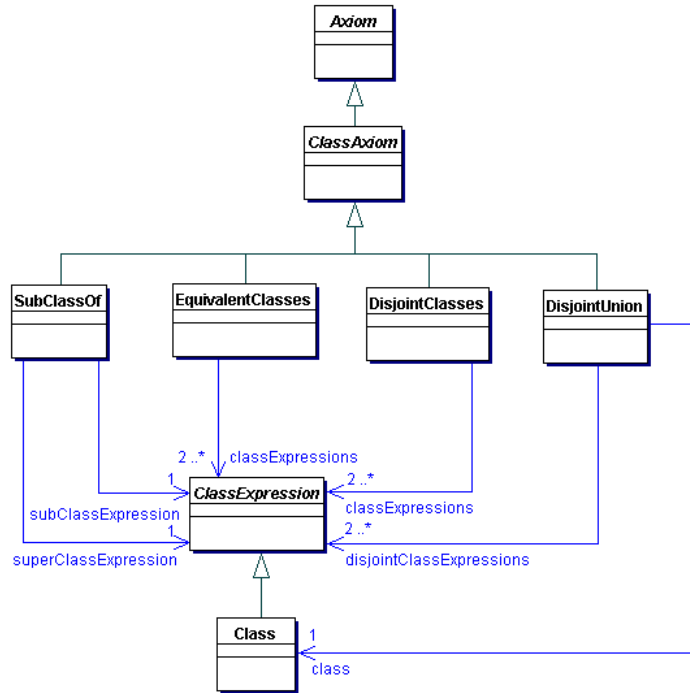 Axiom
ClassAxiom
SubClassOf
EquivalentClasses
DisjointClasses
DisjointUnion
2 ..* classExpressions
1
subClassExpression
ClassExpression
2 ..*
classExpressions
1
superClassExpression
2 ..*
disjointClassExpressions
Class
1
class